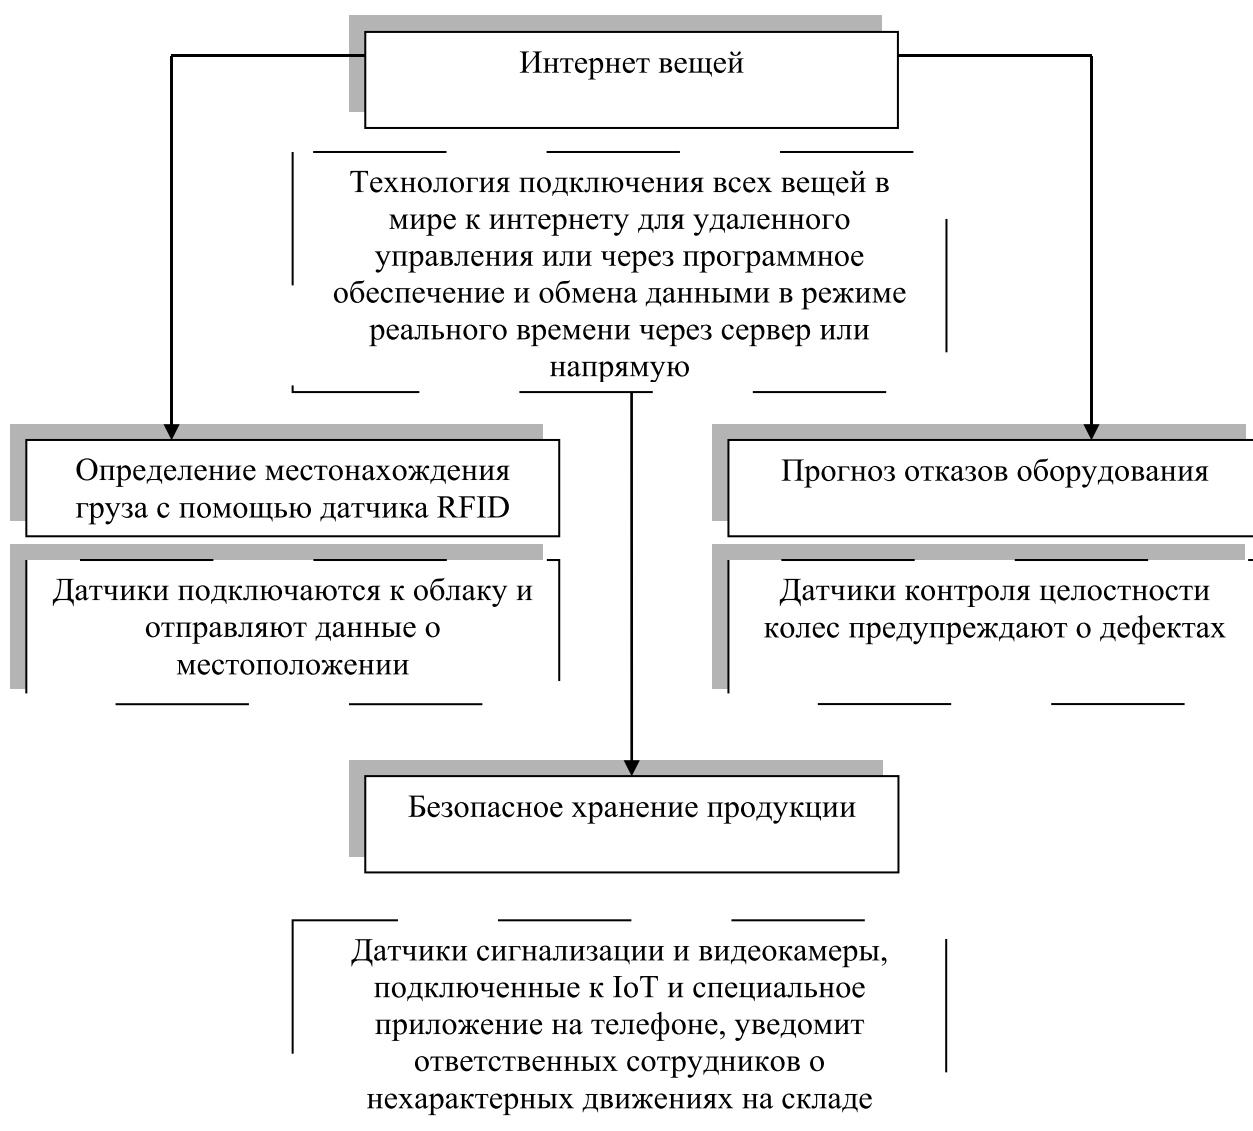 Интернет вещей
Технология подключения всех вещей в
мире к интернету для удаленного
управления или через программное
обеспечение и обмена данными в режиме
реального времени через сервер или
напрямую
Определение местонахождения
груза с помощью датчика RFID
Датчики подключаются к облаку и
отправляют данные о
местоположении
Прогноз отказов оборудования
Датчики контроля целостности
колес предупреждают о дефектах
Безопасное хранение продукции
Датчики сигнализации и видеокамеры,
подключенные к IoT и специальное
приложение на телефоне, уведомит
ответственных сотрудников о
нехарактерных движениях на складе